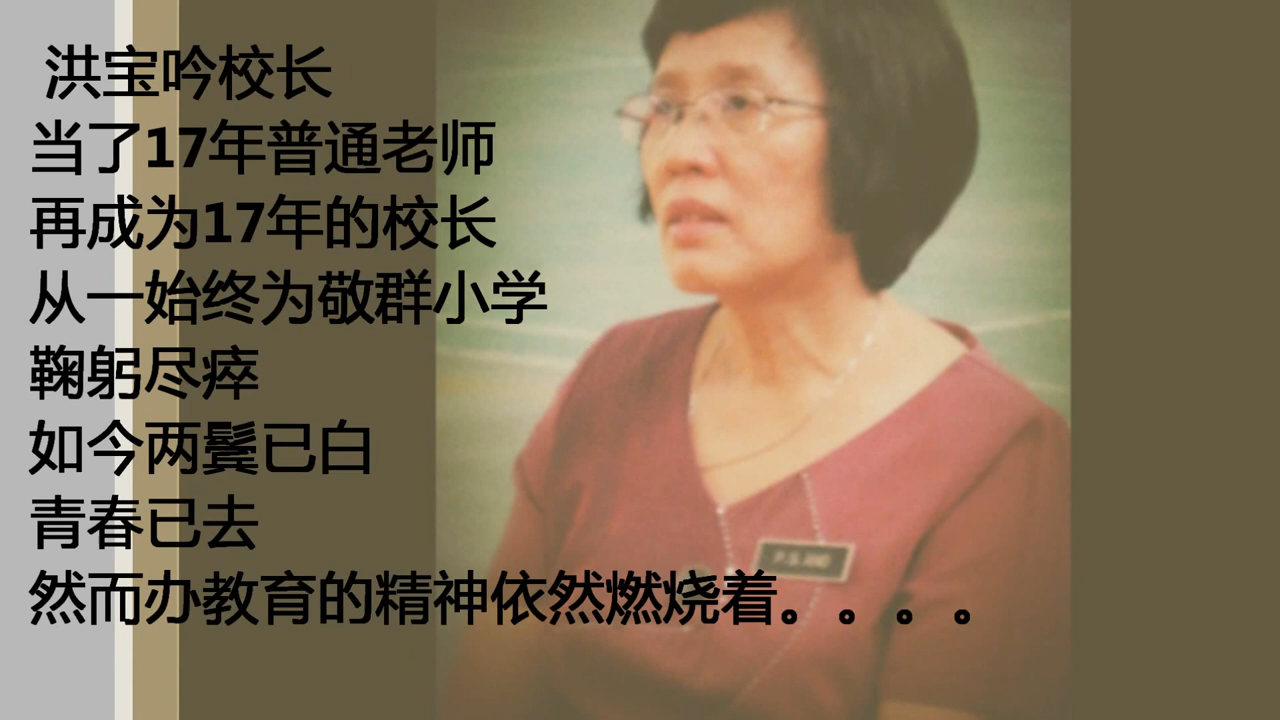 洪宝吟校长
当了17年普通老师
再成为17年的校长
从一始终为敬群小学
鞠躬尽瘁
如今两鬓已白
青春已去
然而办教育的精神依然燃烧着。。。。